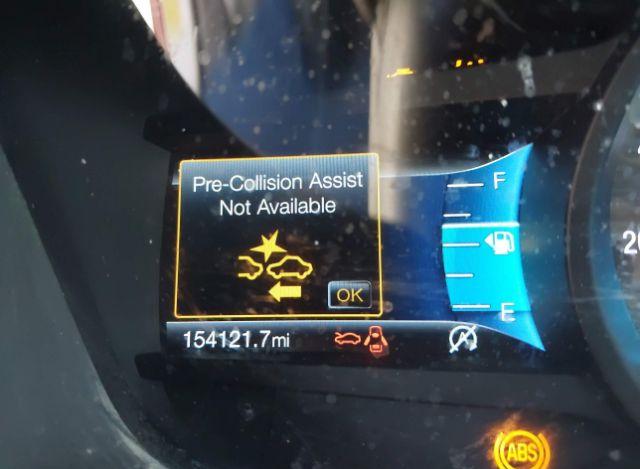 Pre-Collision Assist
Not Available
OK
F
E
154121.7mi
ABS